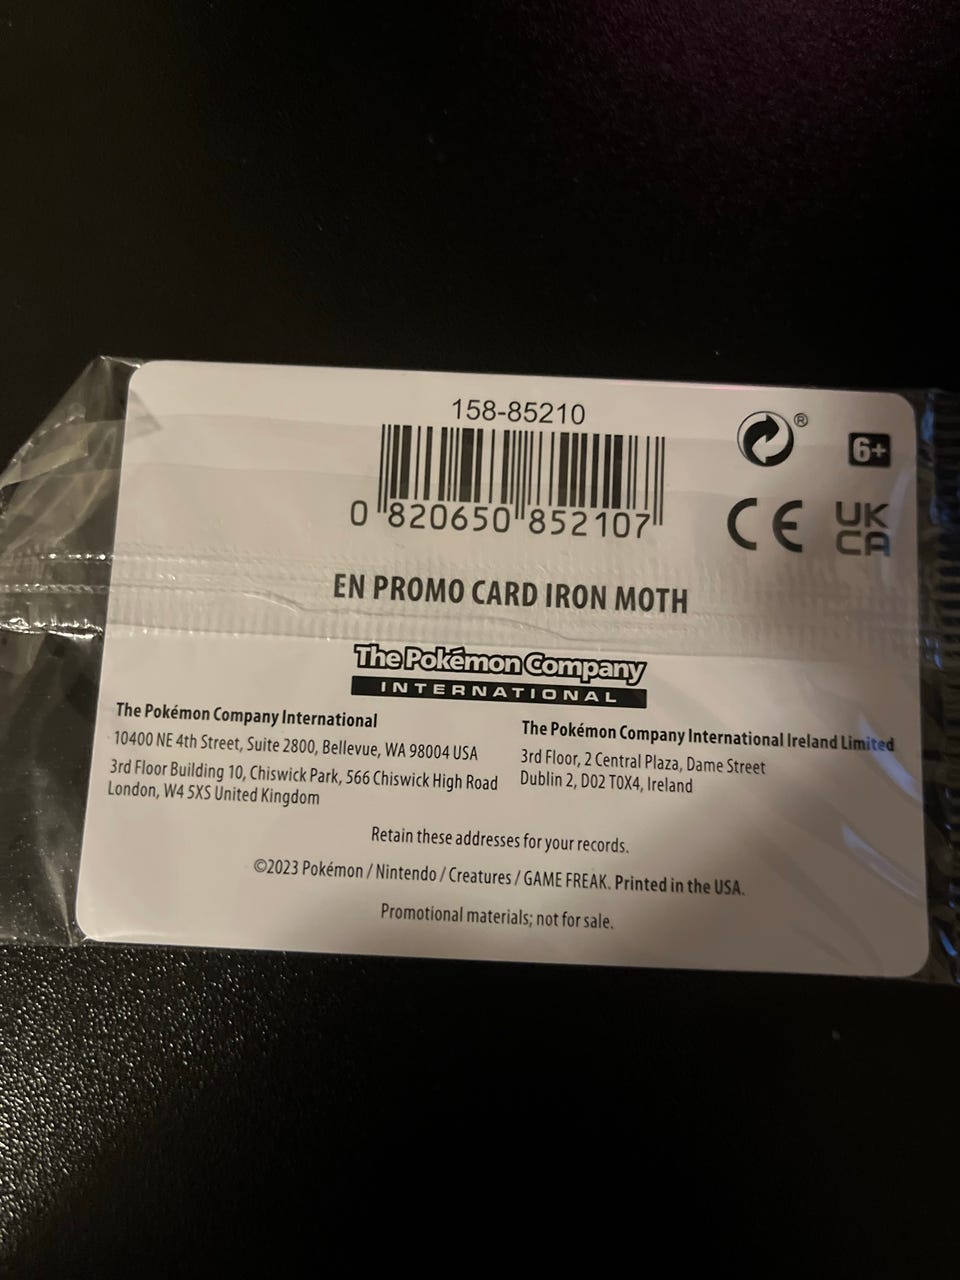 158-85210
0 820650 852107
®
6+
CE
UK
CA
EN PROMO CARD IRON MOTH
The Pokémon Company
INTERNATIONAL
The Pokémon Company International
10400 NE 4th Street, Suite 2800, Bellevue, WA 98004 USA
3rd Floor Building 10, Chiswick Park, 566 Chiswick High Road
London, W4 5XS United Kingdom
The Pokémon Company International Ireland Limited
3rd Floor, 2 Central Plaza, Dame Street
Dublin 2, D02 T0X4, Ireland
Retain these addresses for your records.
©2023 Pokémon / Nintendo / Creatures / GAME FREAK. Printed in the USA.
Promotional materials; not for sale.